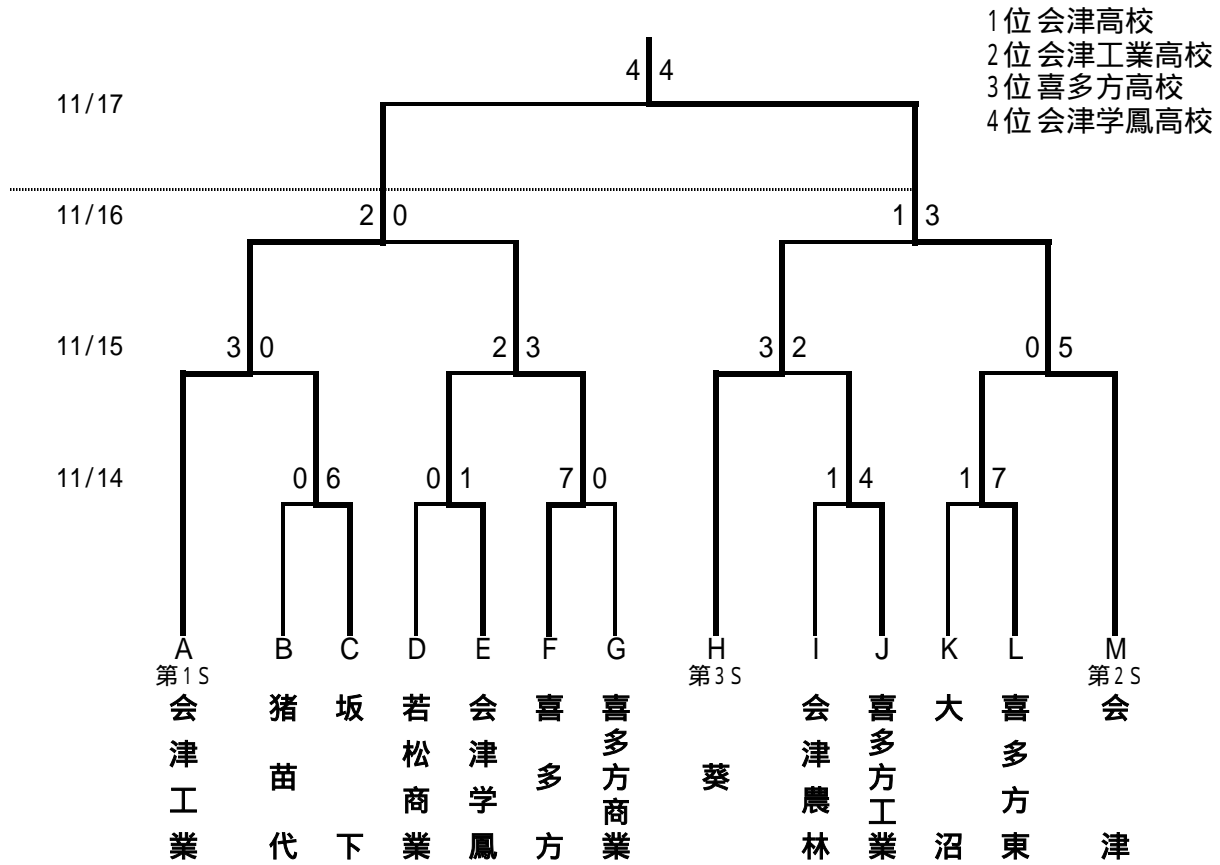 1位 会津高校
2位 会津工業高校
3位 喜多方高校
4位 会津学鳳高校
4 4
11/17
11/16
2 0
1 3
11/15
3 0
2 3
3 2
0 5
11/14
0 6
0 1
7 0
1 4
1 7
A B C D E F G H I J K L M
第1S 第3S 第2S
会津工業
猪苗代
坂下
若松商業
会津学鳳
喜多方
喜多方商業
葵
会津農林
喜多方工業
大沼
喜多方東
会津